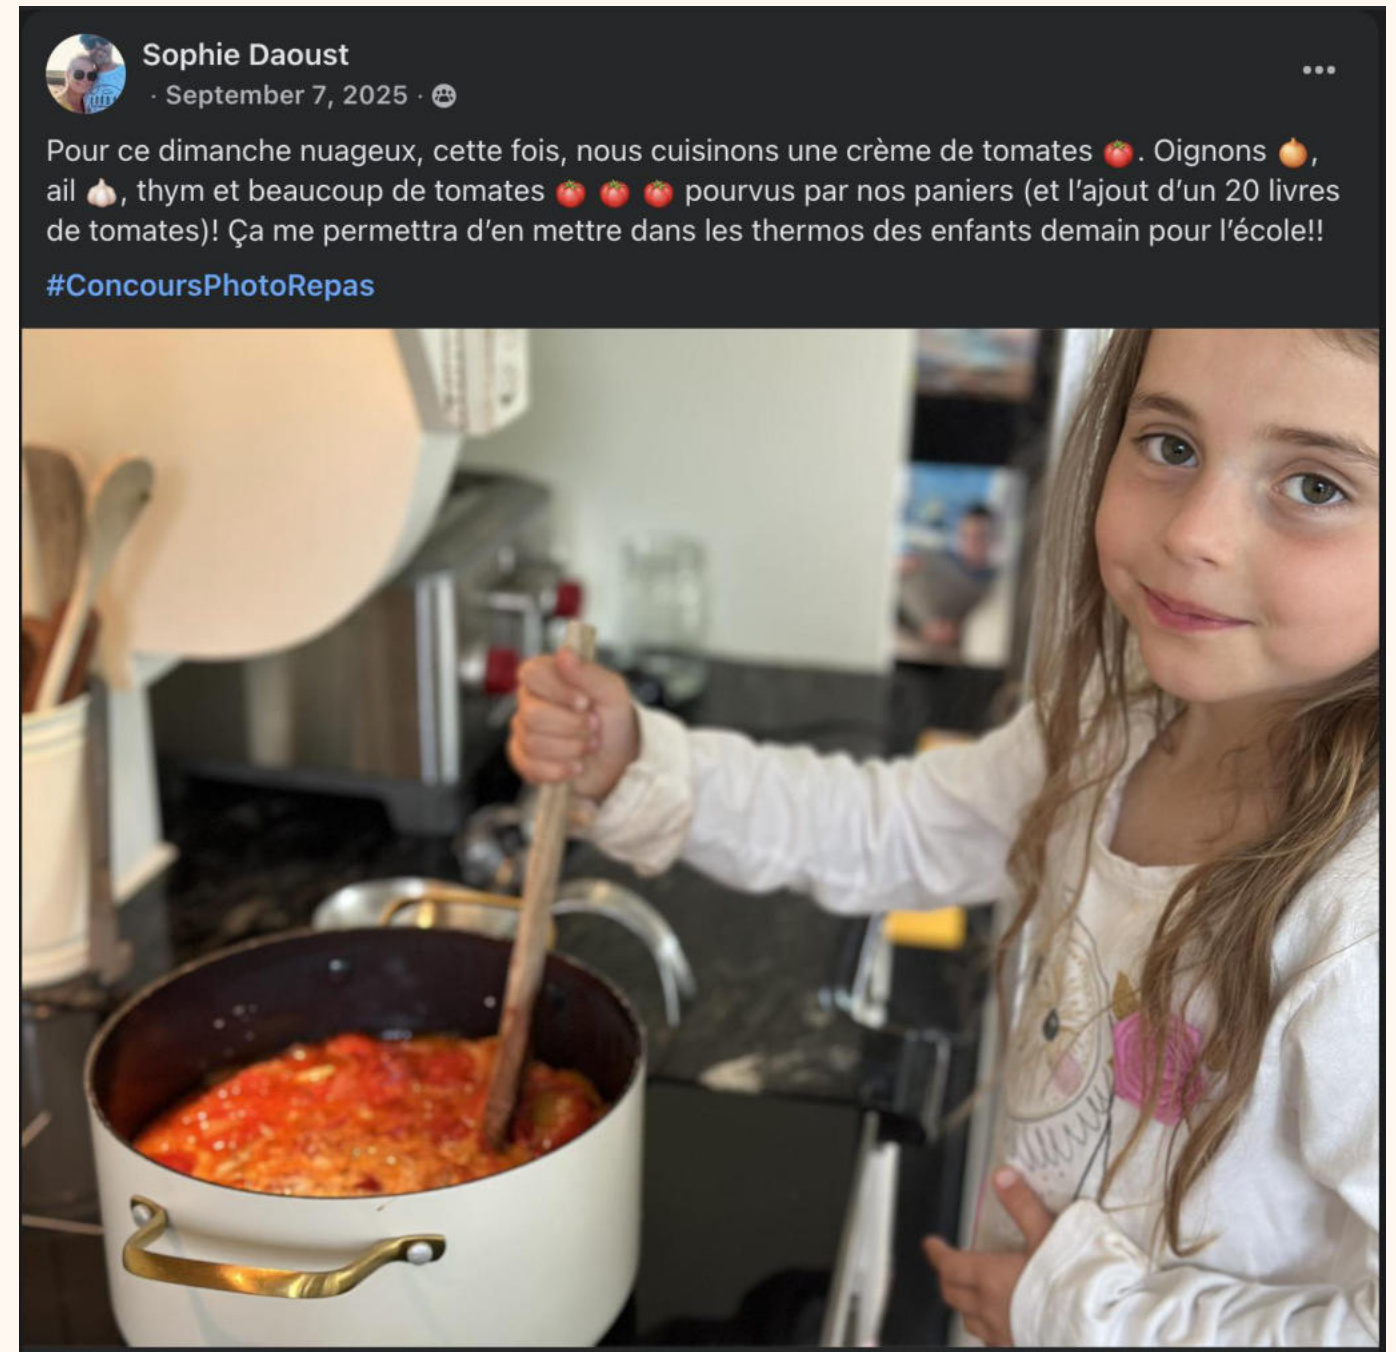 Sophie Daoust
· September 7, 2025 ·
Pour ce dimanche nuageux, cette fois, nous cuisinons une crème de tomates 🍅. Oignons 🧅,
ail 🧄, thym et beaucoup de tomates 🍅 🍅 🍅 pourvus par nos paniers (et l’ajout d’un 20 livres
de tomates)! Ça me permettra d’en mettre dans les thermos des enfants demain pour l’école!!
#ConcoursPhotoRepas